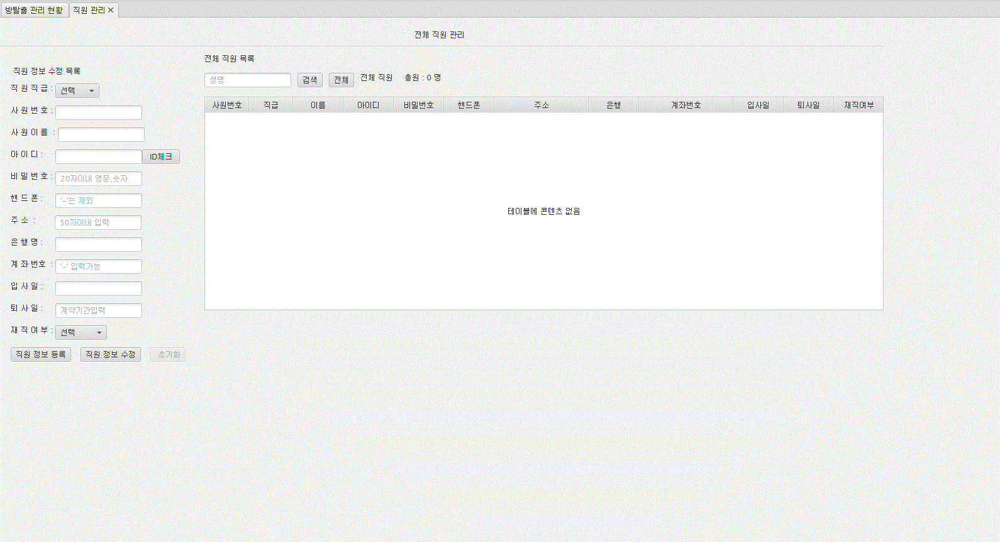 방탈출 관리 현황 직원 관리
전체 직원 관리
직원 정보 수정 목록
직 원 직 급 : 선택
사 원 번 호 :
사 원 이 름 :
아 이 디 : ID체크
비 밀 번 호 : 20자이내 영문,숫자
핸 드 폰 : '-'는 제외
주 소 : 50자이내 입력
은 행 명 :
계 좌 번호 : '-' 입력가능
입 사 일 :
퇴 사 일 : 계약기간입력
재 직 여 부 : 선택
직원 정보 등록 직원 정보 수정 초기화
전체 직원 목록
성명 검색 전체 전체 직원 총원 : 0 명
사원번호 직급 이름 아이디 비밀번호 핸드폰 주소 은행 계좌번호 입사일 퇴사일 재직여부
테이블에 콘텐츠 없음